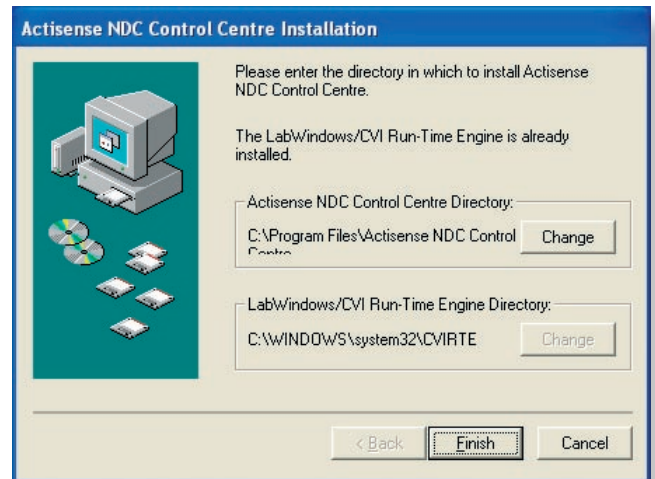 Actisense NDC Control Centre Installation
Please enter the directory in which to install Actisense
NDC Control Centre.
The LabWindows/CVI Run-Time Engine is already
installed.
Actisense NDC Control Centre Directory:
C:\Program Files\Actisense NDC Control
Centre
Change
LabWindows/CVI Run-Time Engine Directory:
C:\WINDOWS\system32\CVIRTE
Change
< Back
Finish
Cancel